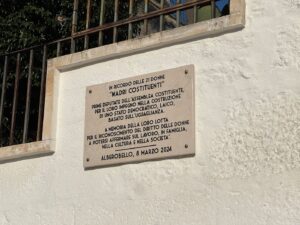 IN RICORDO DELLE 21 DONNE
"MADRI COSTITUENTI"
PRIME DEPUTATE DELL'ASSEMBLEA COSTITUENTE,
PER IL LORO IMPEGNO NELLA COSTRUZIONE
DI UNO STATO DEMOCRATICO, LAICO,
BASATO SULL'UGUAGLIANZA.
A MEMORIA DELLA LORO LOTTA
PER IL RICONOSCIMENTO DEL DIRITTO DELLE DONNE
A POTERSI AFFERMARE SUL LAVORO, IN FAMIGLIA,
NELLA CULTURA E NELLA SOCIETA'
ALBEROBELLO, 8 MARZO 2024